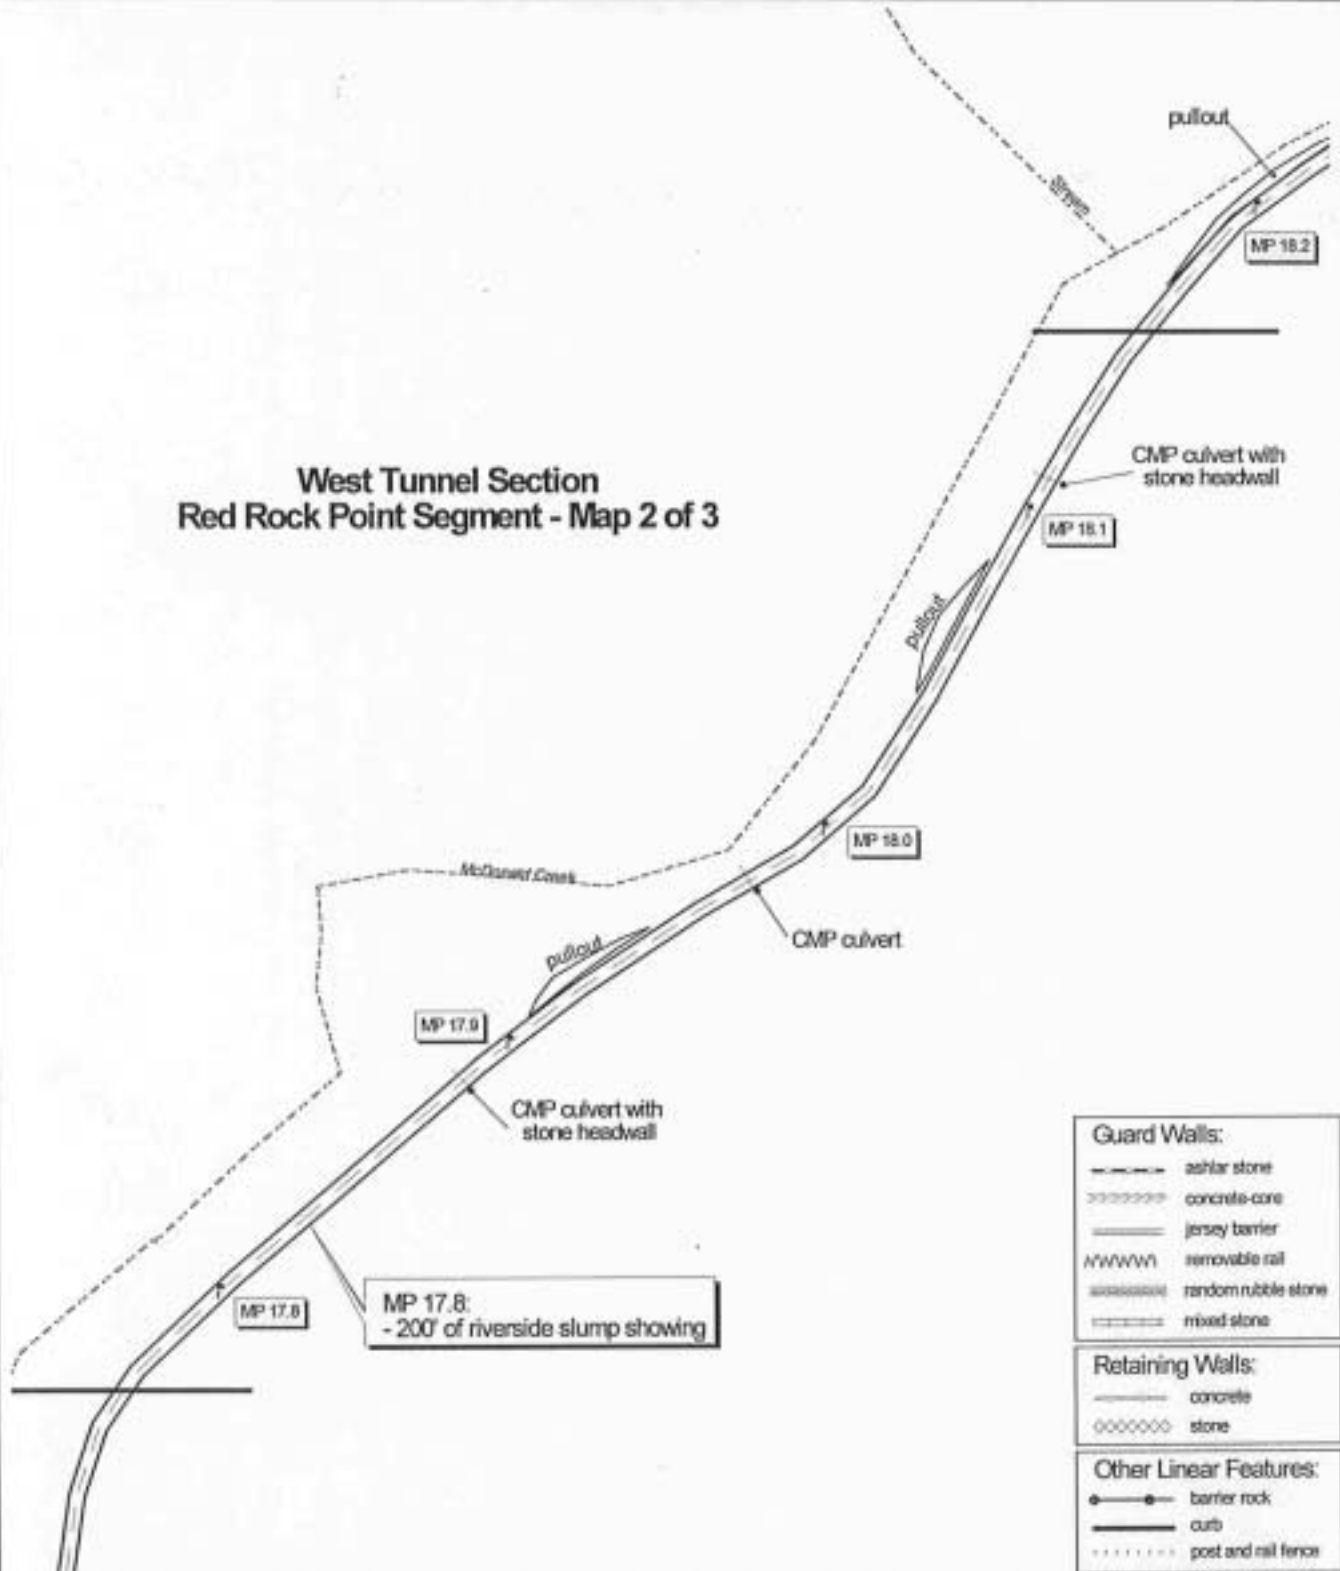 pullout
Stream
MP 18.2
West Tunnel Section
Red Rock Point Segment - Map 2 of 3
CMP culvert with
stone headwall
MP 18.1
pullout
MP 18.0
McDonald Creek
CMP culvert
pullout
MP 17.9
CMP culvert with
stone headwall
MP 17.8
MP 17.8:
- 200' of riverside slump showing
Guard Walls:
ashlar stone
concrete-core
jersey barrier
removable rail
random rubble stone
mixed stone
Retaining Walls:
concrete
stone
Other Linear Features:
barrier rock
curb
post and rail fence